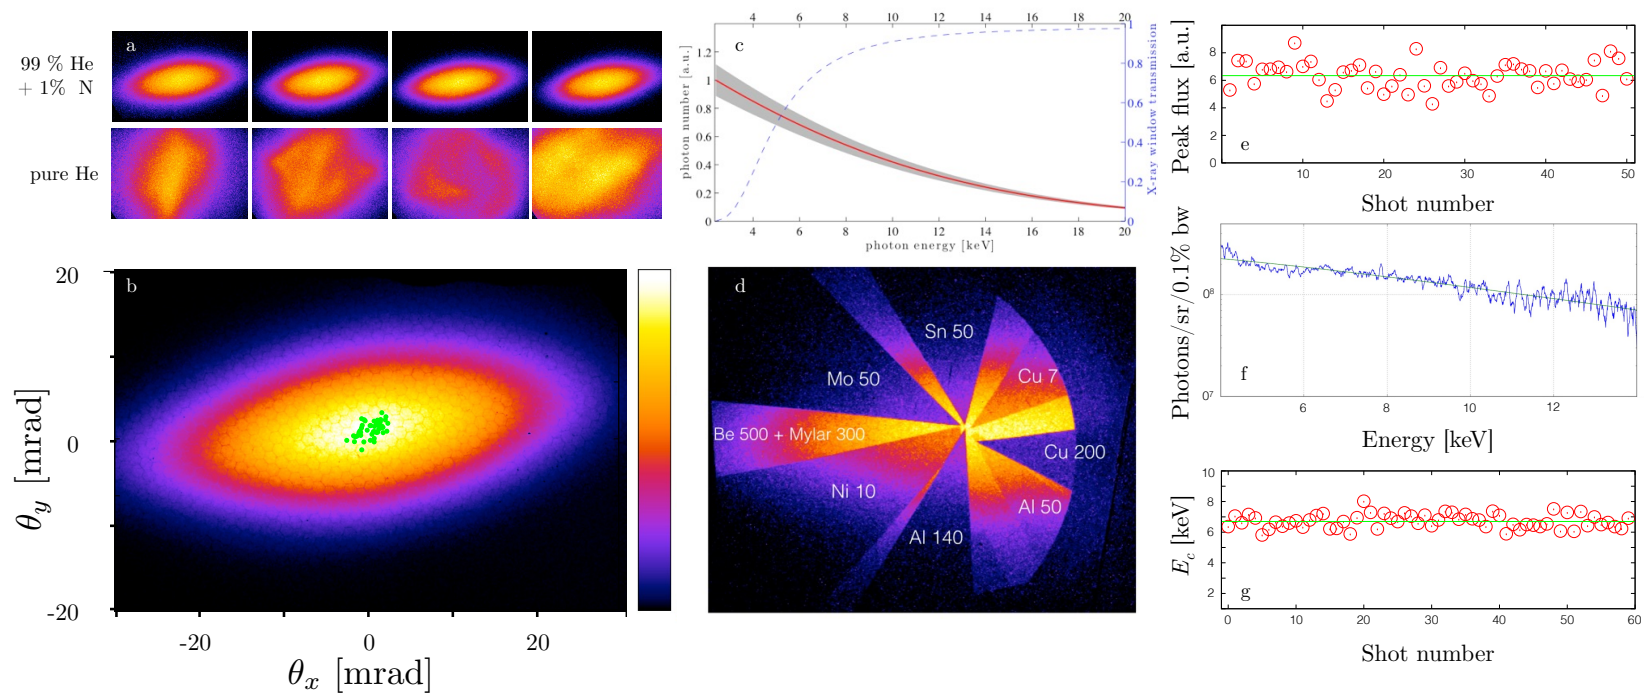 99 % He
+ 1% N
pure He
a
20
0
-20
θy [mrad]
b
-20
0
20
θx [mrad]
4 6 8 10 12 14 16 18 20
c
photon number [a.u.]
1.2
1
0.8
0.6
0.4
0.2
0
X-ray window transmission
1
0.8
0.6
0.4
0.2
0
4 6 8 10 12 14 16 18 20
photon energy [keV]
d
Sn 50
Mo 50
Cu 7
Be 500 + Mylar 300
Cu 200
Ni 10
Al 50
Al 140
Peak flux [a.u.]
8
6
4
2
0
e
10 20 30 40 50
Shot number
Photons/sr/0.1% bw
0⁸
0⁷
f
6 8 10 12
Energy [keV]
Ec [keV]
10
8
6
4
2
g
0 10 20 30 40 50 60
Shot number